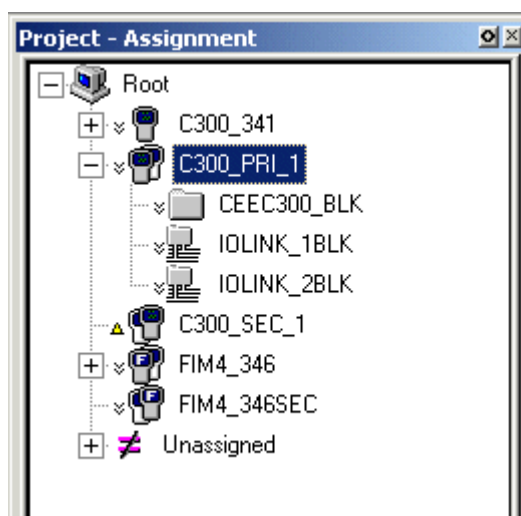 Project - Assignment
Root
C300_341
C300_PRI_1
CEEC300_BLK
IOLINK_1BLK
IOLINK_2BLK
C300_SEC_1
FIM4_346
FIM4_346SEC
Unassigned